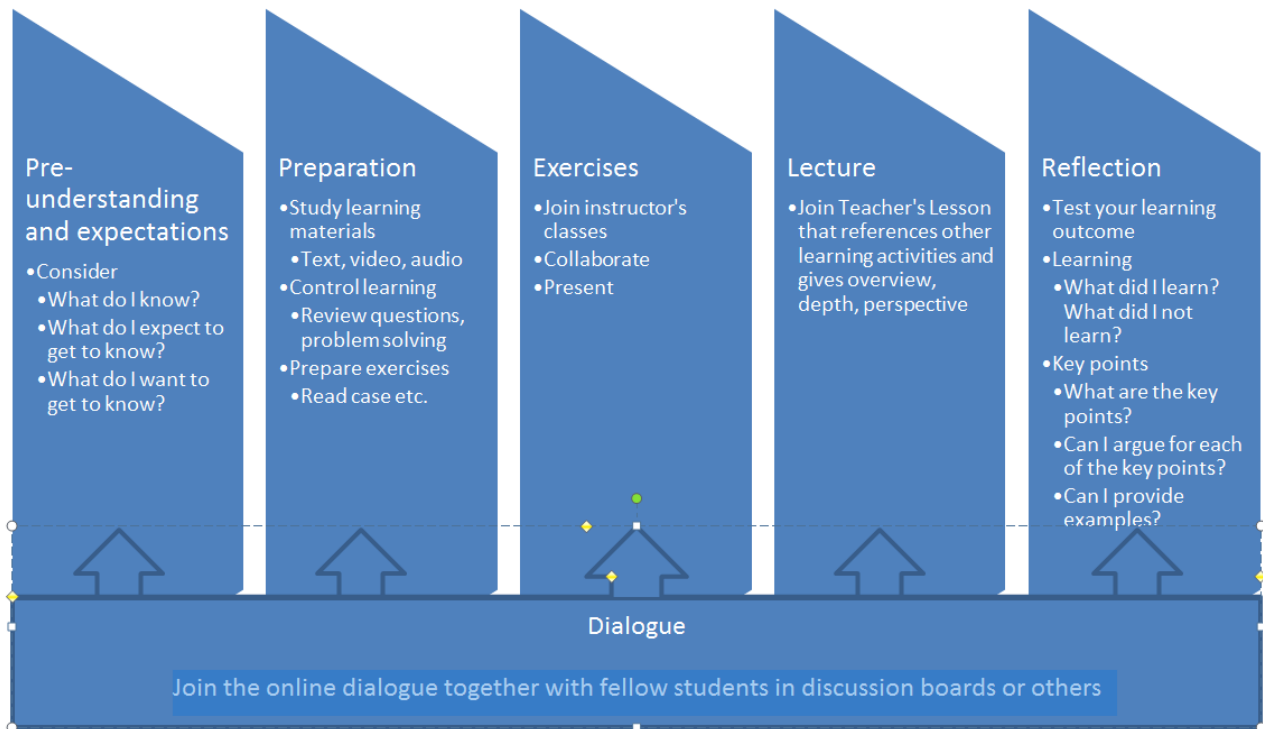 Pre-
understanding
and expectations
•Consider
•What do I know?
•What do I expect to
get to know?
•What do I want to
get to know?
Preparation
•Study learning
materials
•Text, video, audio
•Control learning
•Review questions,
problem solving
•Prepare exercises
•Read case etc.
Exercises
•Join instructor's
classes
•Collaborate
•Present
Lecture
•Join Teacher's Lesson
that references other
learning activities and
gives overview,
depth, perspective
Reflection
•Test your learning
outcome
•Learning
•What did I learn?
What did I not
learn?
•Key points
•What are the key
points?
•Can I argue for each
of the key points?
•Can I provide
examples?
Dialogue
Join the online dialogue together with fellow students in discussion boards or others